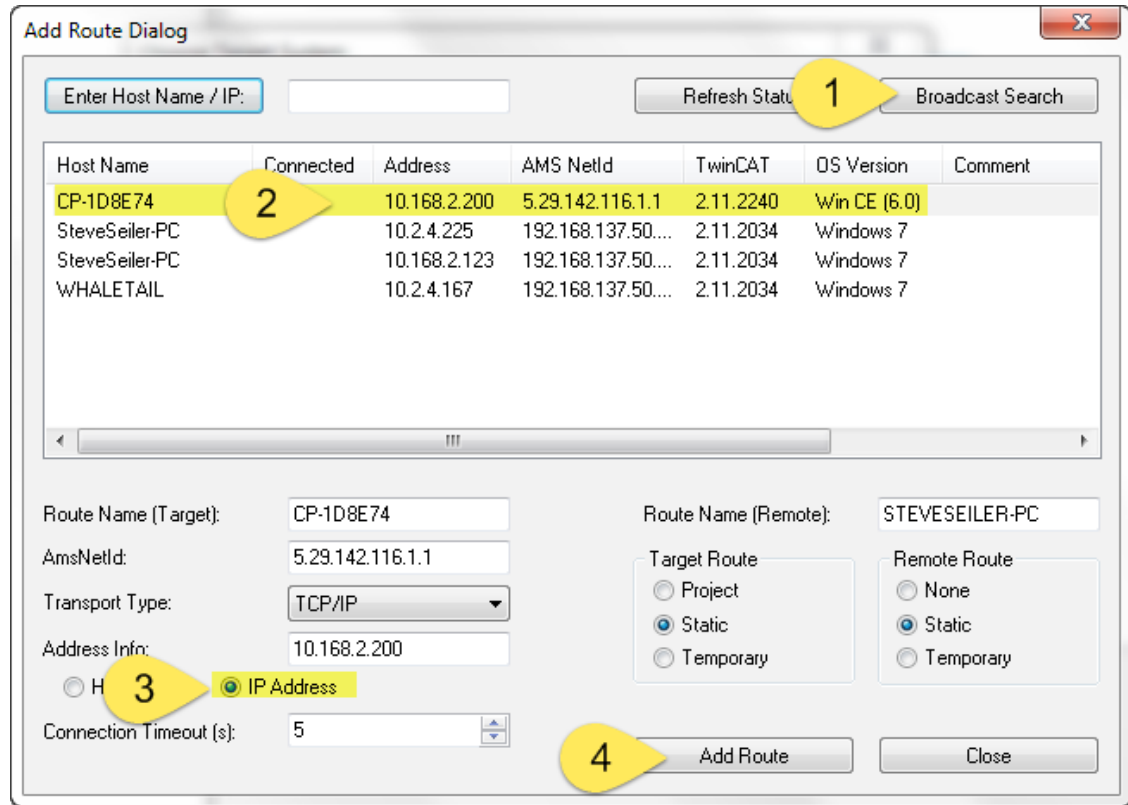 Add Route Dialog
Enter Host Name / IP:
Refresh Statu
1
Broadcast Search
Host Name Connected Address AMS NetId TwinCAT OS Version Comment
CP-1D8E74 2 10.168.2.200 5.29.142.116.1.1 2.11.2240 Win CE (6.0)
SteveSeiler-PC 10.2.4.225 192.168.137.50.... 2.11.2034 Windows 7
SteveSeiler-PC 10.168.2.123 192.168.137.50.... 2.11.2034 Windows 7
WHALETAIL 10.2.4.167 192.168.137.50.... 2.11.2034 Windows 7
Route Name (Target): CP-1D8E74
AmsNetId: 5.29.142.116.1.1
Transport Type: TCP/IP
Address Info: 10.168.2.200
H 3 IP Address
Connection Timeout (s): 5
Route Name (Remote): STEVESEILER-PC
Target Route
Project
Static
Temporary
Remote Route
None
Static
Temporary
4 Add Route
Close